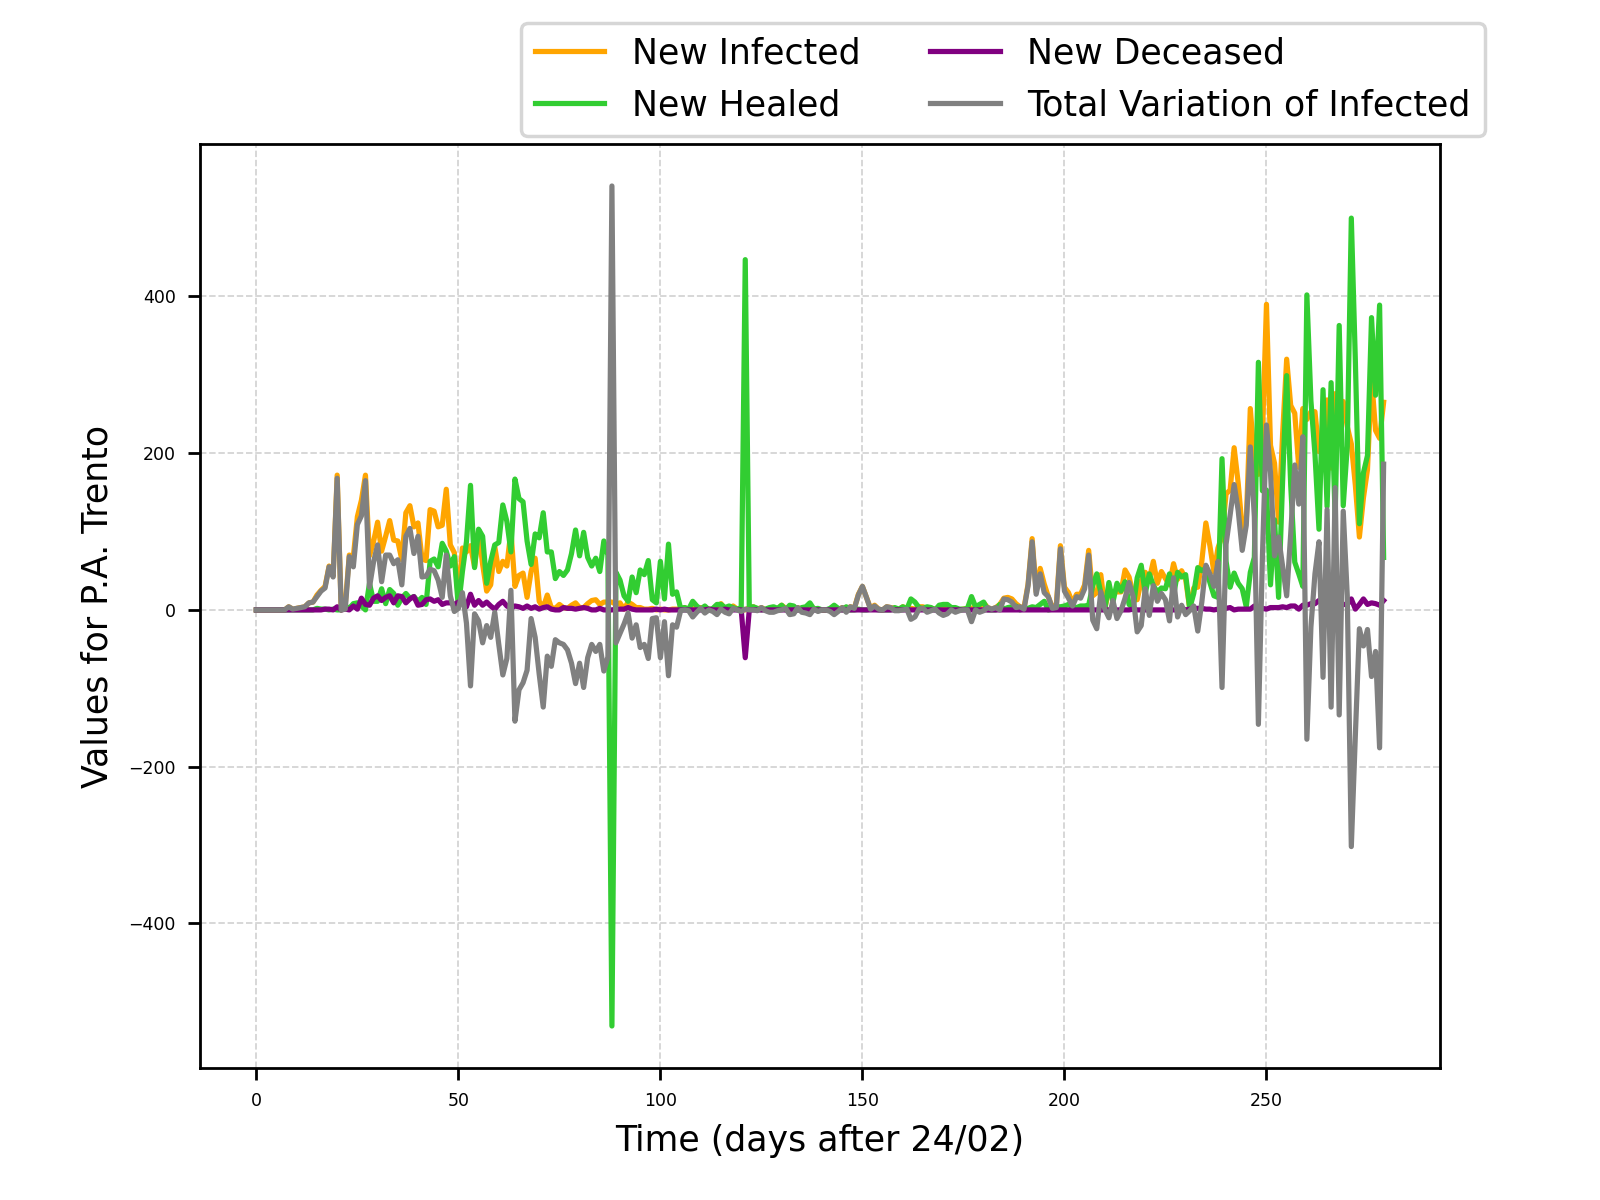 New Infected
New Healed
New Deceased
Total Variation of Infected
Values for P.A. Trento
400
200
0
−200
−400
0 50 100 150 200 250
Time (days after 24/02)